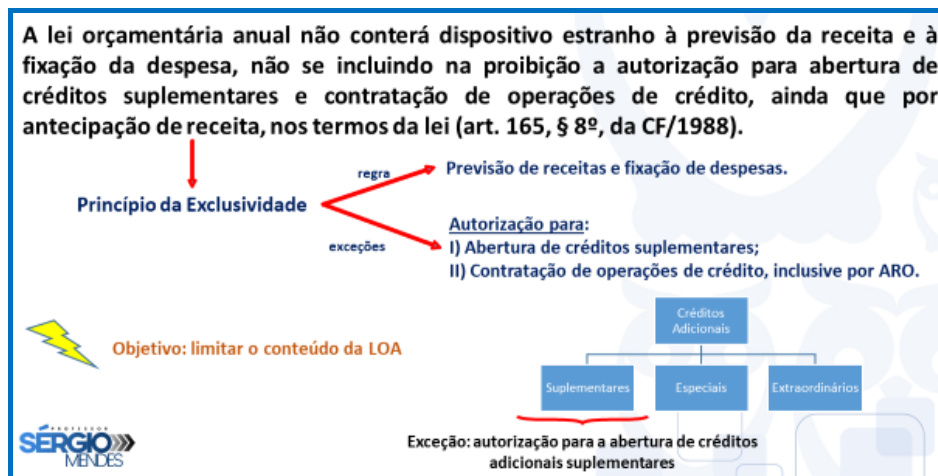 A lei orçamentária anual não conterá dispositivo estranho à previsão da receita e à
fixação da despesa, não se incluindo na proibição a autorização para abertura de
créditos suplementares e contratação de operações de crédito, ainda que por
antecipação de receita, nos termos da lei (art. 165, § 8º, da CF/1988).
regra
Previsão de receitas e fixação de despesas.
Princípio da Exclusividade
Autorização para:
exceções
I) Abertura de créditos suplementares;
II) Contratação de operações de crédito, inclusive por ARO.
Créditos
Adicionais
Objetivo: limitar o conteúdo da LOA
Suplementares
Especiais
Extraordinários
PROFESSOR
SÉRGIO
MENDES
Exceção: autorização para a abertura de créditos
adicionais suplementares